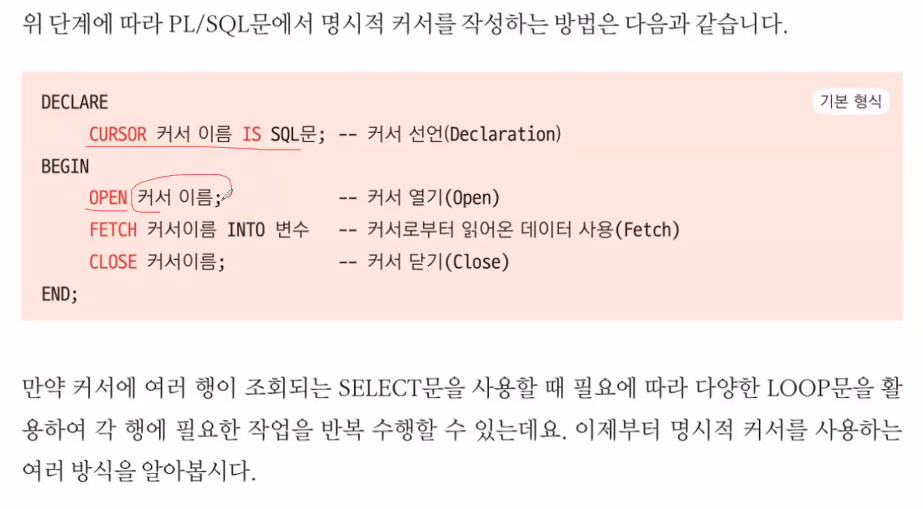 위 단계에 따라 PL/SQL문에서 명시적 커서를 작성하는 방법은 다음과 같습니다.
기본 형식
DECLARE
CURSOR 커서 이름 IS SQL문; -- 커서 선언(Declaration)
BEGIN
OPEN 커서 이름; -- 커서 열기(Open)
FETCH 커서이름 INTO 변수 -- 커서로부터 읽어온 데이터 사용(Fetch)
CLOSE 커서이름; -- 커서 닫기(Close)
END;
만약 커서에 여러 행이 조회되는 SELECT문을 사용할 때 필요에 따라 다양한 LOOP문을 활
용하여 각 행에 필요한 작업을 반복 수행할 수 있는데요. 이제부터 명시적 커서를 사용하는
여러 방식을 알아봅시다.